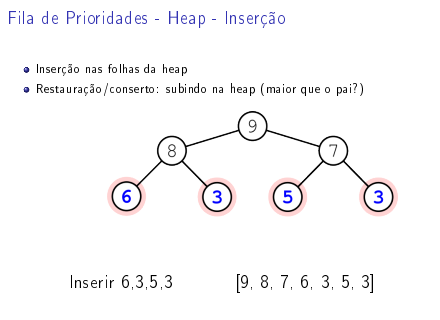 Fila de Prioridades - Heap - Inserção
Inserção nas folhas da heap
Restauração/conserto: subindo na heap (maior que o pai?)
9
8 7
6 3 5 3
Inserir 6,3,5,3 [9, 8, 7, 6, 3, 5, 3]